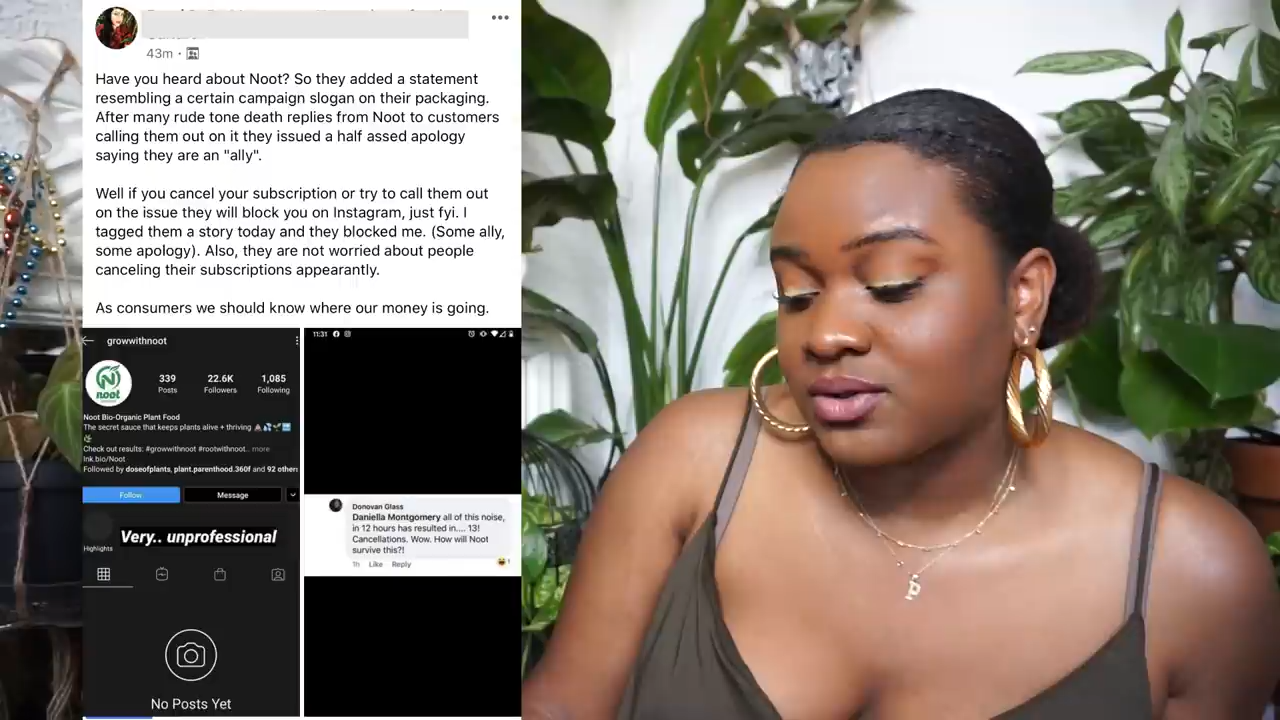 43m
Have you heard about Noot? So they added a statement
resembling a certain campaign slogan on their packaging.
After many rude tone death replies from Noot to customers
calling them out on it they issued a half assed apology
saying they are an "ally".
Well if you cancel your subscription or try to call them out
on the issue they will block you on Instagram, just fyi. I
tagged them a story today and they blocked me. (Some ally,
some apology). Also, they are not worried about people
canceling their subscriptions appearantly.
As consumers we should know where our money is going.
growwithnoot
noot
339 22.6K 1,085
Posts Followers Following
Noot Bio-Organic Plant Food
The secret sauce that keeps plants alive + thriving
Check out results: #growwithnoot #rootwithnoot... more
lnk bio/Noot
Followed by doseofplants, plant.parenthood.360f and 92 others
Follow Message
Very.. unprofessional
Highlights
No Posts Yet
11:31
Donovan Glass
Daniella Montgomery all of this noise,
in 12 hours has resulted in.... 13!
Cancellations. Wow. How will Noot
survive this?!
1h Like Reply
1
P